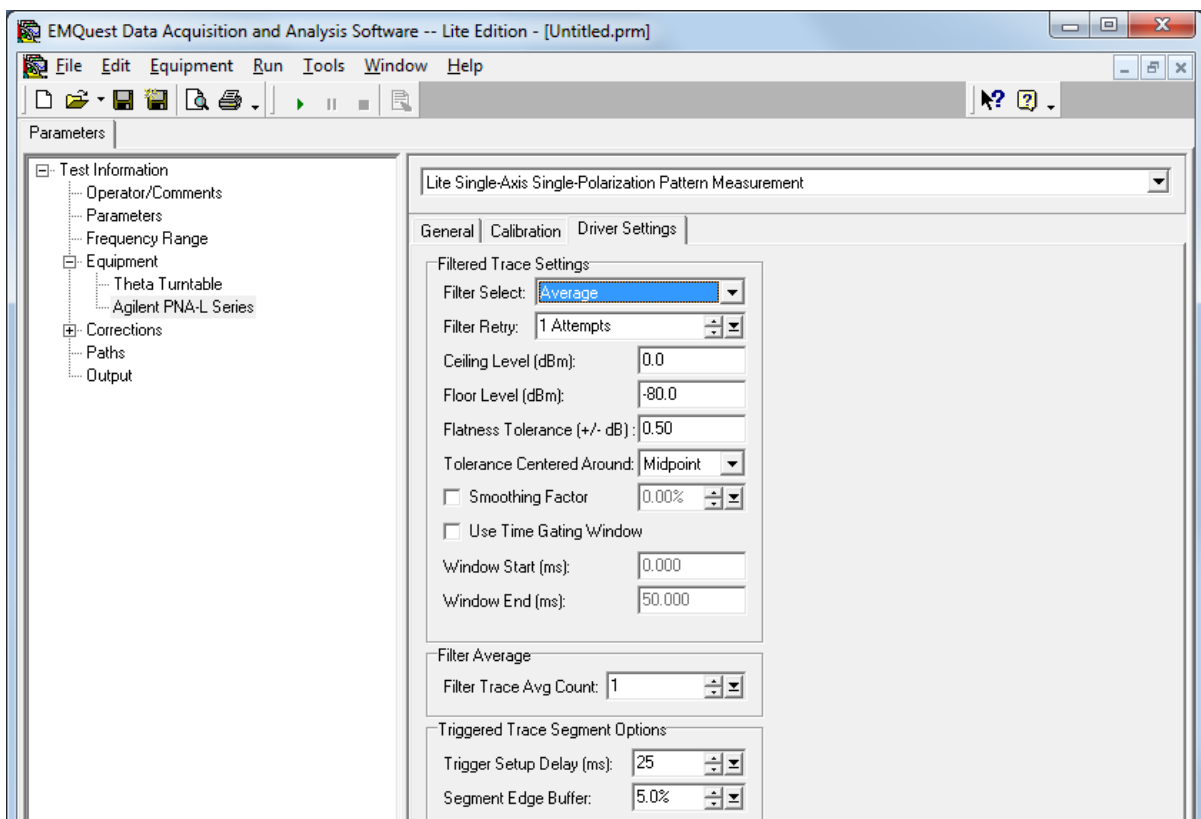 EMQuest Data Acquisition and Analysis Software -- Lite Edition - [Untitled.prm]
File Edit Equipment Run Tools Window Help
Parameters
Test Information
Operator/Comments
Parameters
Frequency Range
Equipment
Theta Turntable
Agilent PNA-L Series
Corrections
Paths
Output
Lite Single-Axis Single-Polarization Pattern Measurement
General Calibration Driver Settings
Filtered Trace Settings
Filter Select: Average
Filter Retry: 1 Attempts
Ceiling Level (dBm): 0.0
Floor Level (dBm): -80.0
Flatness Tolerance (+/- dB) : 0.50
Tolerance Centered Around: Midpoint
Smoothing Factor 0.00%
Use Time Gating Window
Window Start (ms): 0.000
Window End (ms): 50.000
Filter Average
Filter Trace Avg Count: 1
Triggered Trace Segment Options
Trigger Setup Delay (ms): 25
Segment Edge Buffer: 5.0%